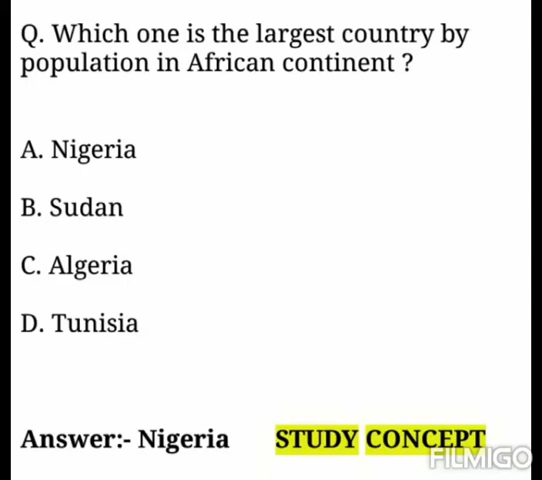 Q. Which one is the largest country by
population in African continent ?
A. Nigeria
B. Sudan
C. Algeria
D. Tunisia
Answer:- Nigeria STUDY CONCEPT
FILMIGO